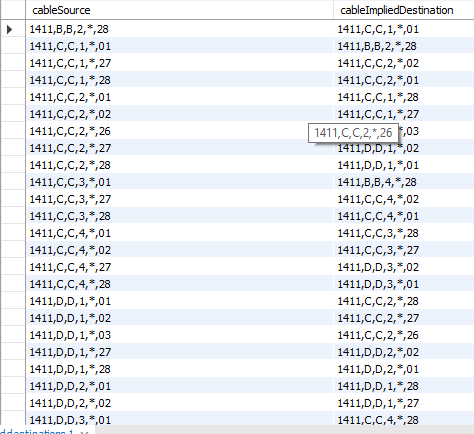 cableSource cableImpliedDestination
1411,B,B,2,*,28 1411,C,C,1,*,01
1411,C,C,1,*,01 1411,B,B,2,*,28
1411,C,C,1,*,27 1411,C,C,2,*,02
1411,C,C,1,*,28 1411,C,C,2,*,01
1411,C,C,2,*,01 1411,C,C,1,*,28
1411,C,C,2,*,02 1411,C,C,1,*,27
1411,C,C,2,*,26 1411,C,C,2,*,26 ,03
1411,C,C,2,*,27 1411,D,D,1,*,02
1411,C,C,2,*,28 1411,D,D,1,*,01
1411,C,C,3,*,01 1411,B,B,4,*,28
1411,C,C,3,*,27 1411,C,C,4,*,02
1411,C,C,3,*,28 1411,C,C,4,*,01
1411,C,C,4,*,01 1411,C,C,3,*,28
1411,C,C,4,*,02 1411,C,C,3,*,27
1411,C,C,4,*,27 1411,D,D,3,*,02
1411,C,C,4,*,28 1411,D,D,3,*,01
1411,D,D,1,*,01 1411,C,C,2,*,28
1411,D,D,1,*,02 1411,C,C,2,*,27
1411,D,D,1,*,03 1411,C,C,2,*,26
1411,D,D,1,*,27 1411,D,D,2,*,02
1411,D,D,1,*,28 1411,D,D,2,*,01
1411,D,D,2,*,01 1411,D,D,1,*,28
1411,D,D,2,*,02 1411,D,D,1,*,27
1411,D,D,3,*,01 1411,C,C,4,*,28